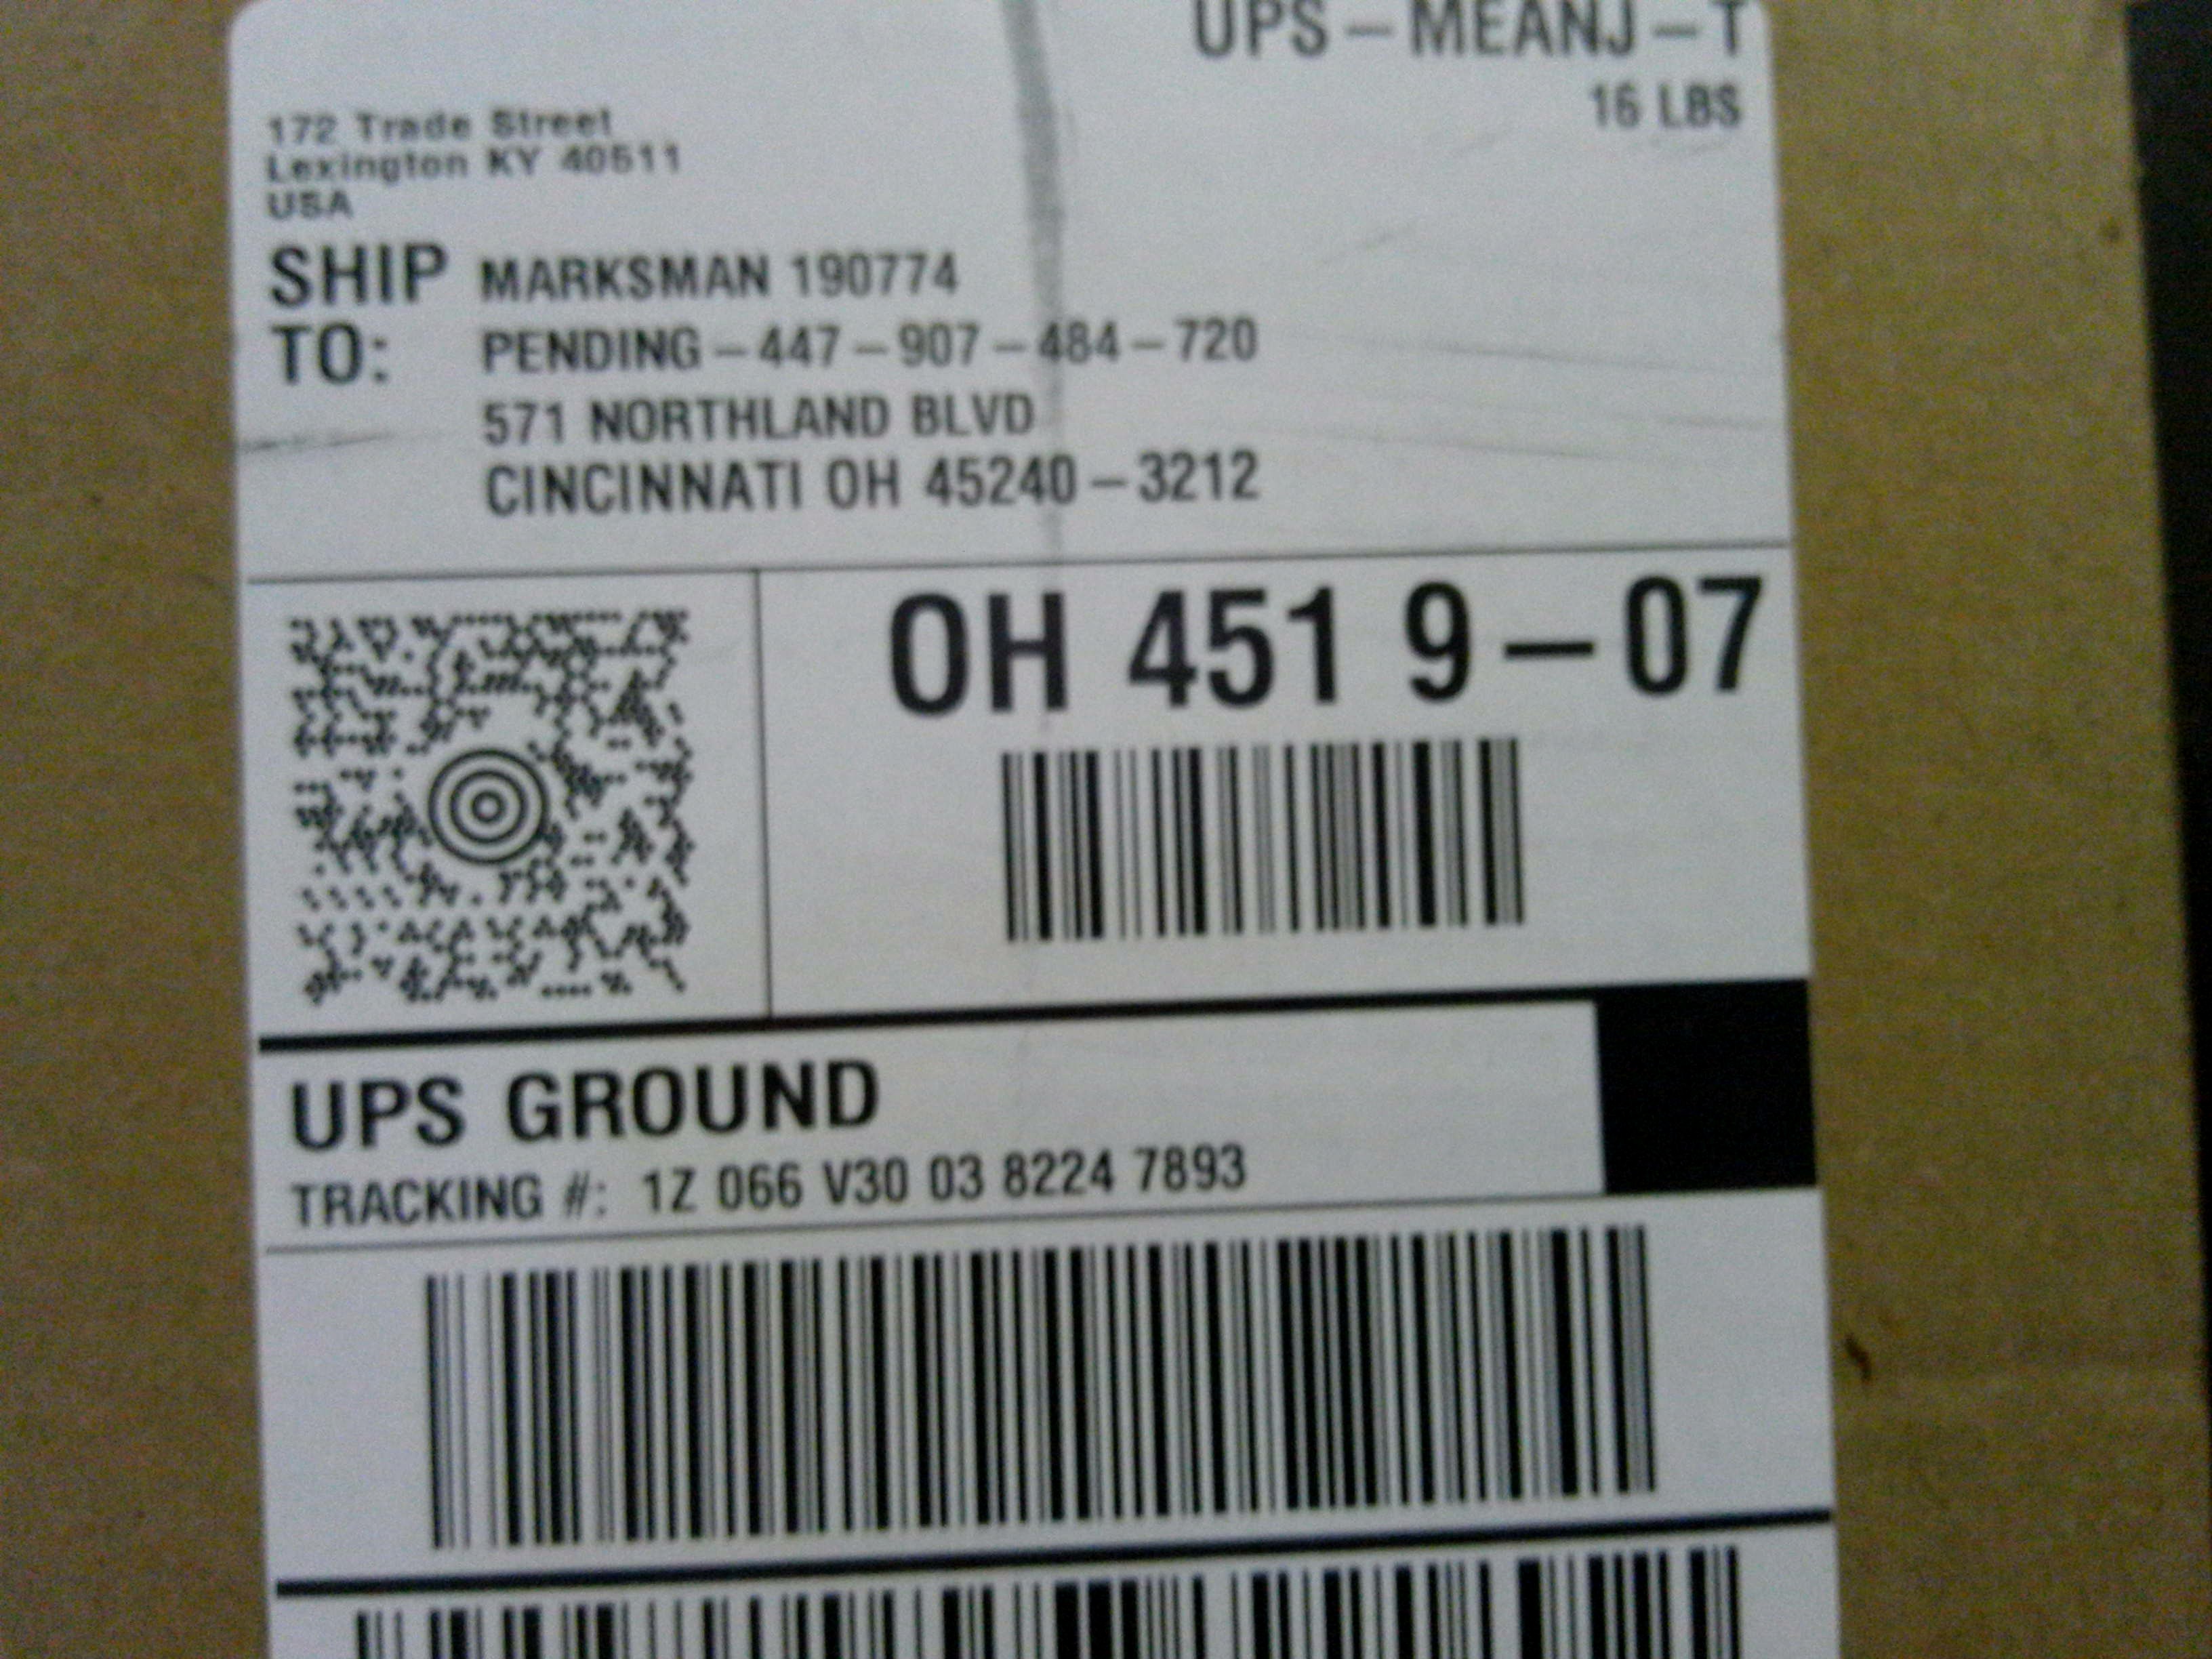 UPS - MEANJ - T
16 LBS
172 Trade Street
Lexington KY 40511
USA
SHIP TO: MARKSMAN 190774
PENDING - 447 - 907 - 484 - 720
571 NORTHLAND BLVD
CINCINNATI OH 45240 - 3212
OH 451 9 - 07
UPS GROUND
TRACKING #: 1Z 066 V30 03 8224 7893